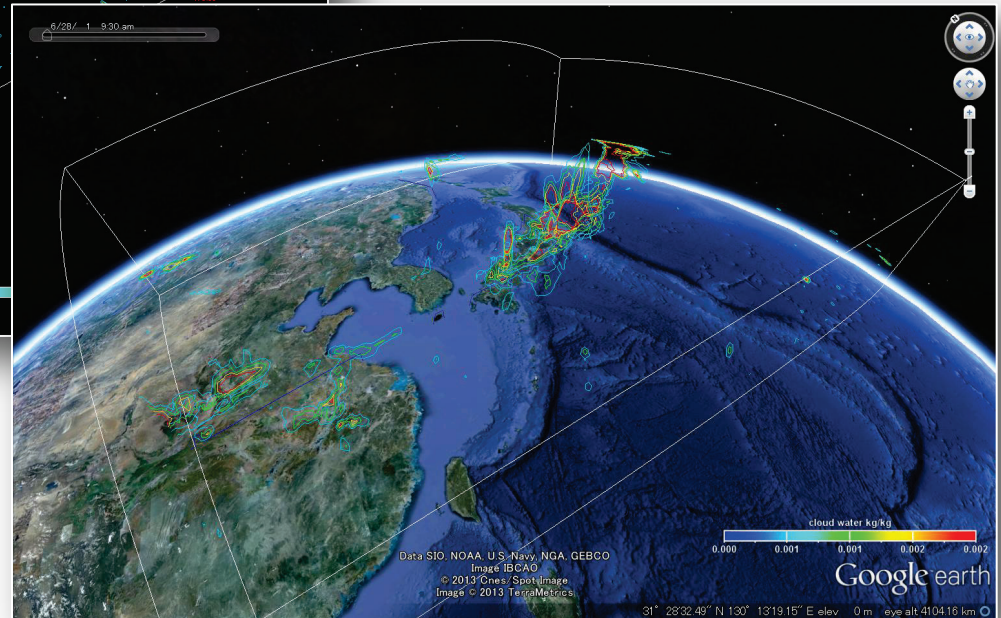 6/28/ 1 9:30 am
cloud water kg/kg
0.000 0.001 0.001 0.002 0.002
Data SIO, NOAA, U.S. Navy, NGA, GEBCO
Image IBCAO
© 2013 Cnes/Spot Image
Image © 2013 TerraMetrics
Google earth
31° 28'32.49" N 130° 13'19.15" E elev 0 m eye alt 4104.16 km